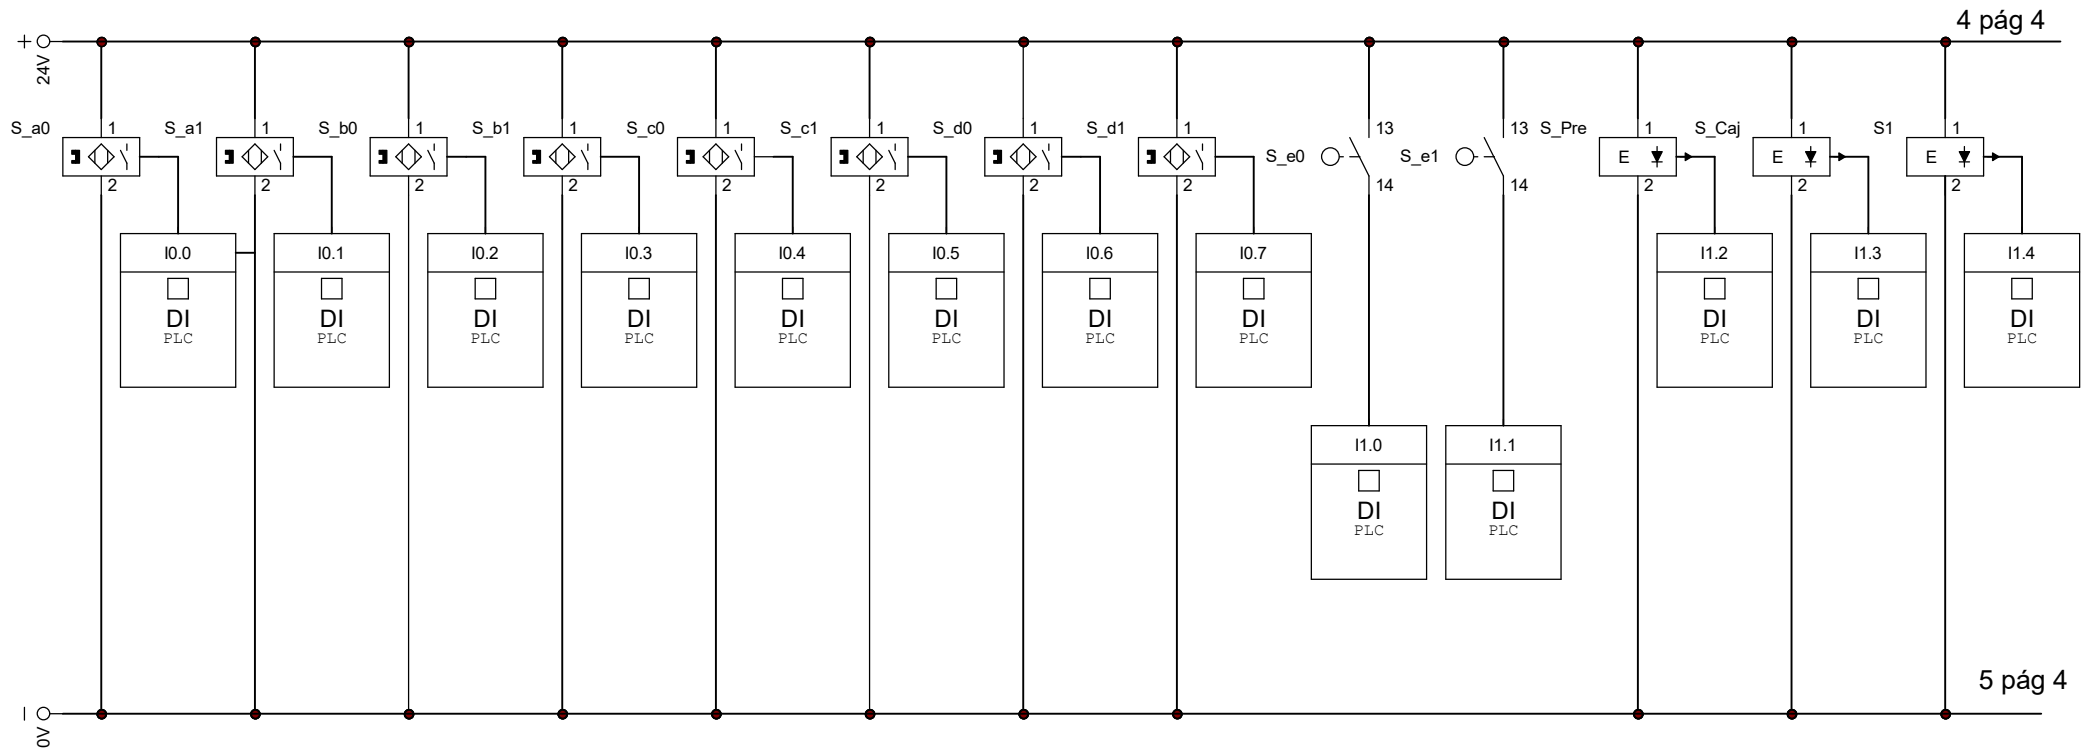 4 pág 4
+
24V
S_a0 1 S_a1 1 S_b0 1 S_b1 1 S_c0 1 S_c1 1 S_d0 1 S_d1 1 13 13 S_Pre 1 S_Caj 1 S1 1
S_e0 S_e1 E E E
2 2 2 2 2 2 2 2 14 14 2 2 2
I0.0 I0.1 I0.2 I0.3 I0.4 I0.5 I0.6 I0.7 I1.2 I1.3 I1.4
DI DI DI DI DI DI DI DI DI DI DI
PLC PLC PLC PLC PLC PLC PLC PLC PLC PLC PLC
I1.0 I1.1
DI DI
PLC PLC
5 pág 4
–
0V